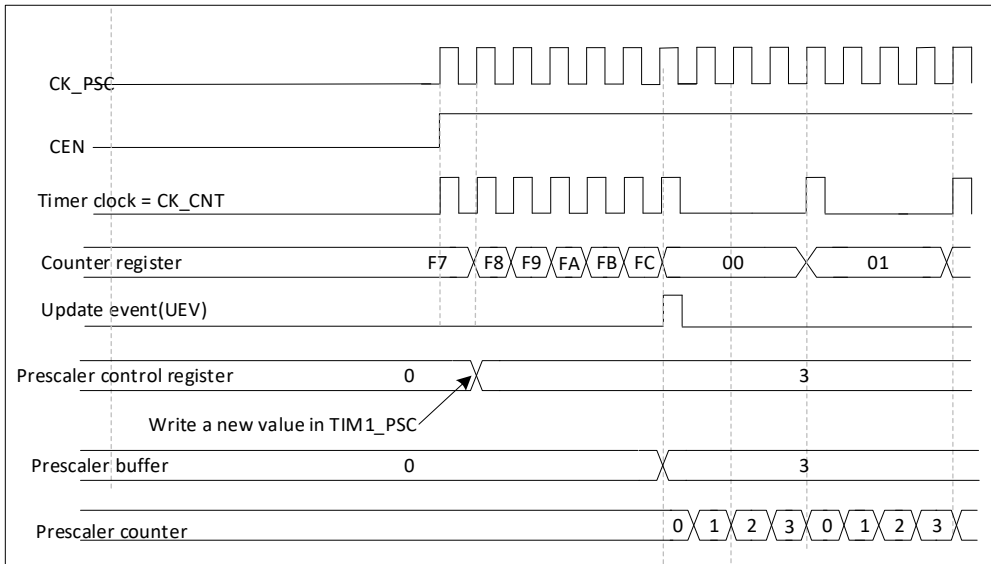 CK_PSC
CEN
Timer clock = CK_CNT
Counter register F7 F8 F9 FA FB FC 00 01
Update event(UEV)
Prescaler control register 0 3
Write a new value in TIM1_PSC
Prescaler buffer 0 3
Prescaler counter 0 1 2 3 0 1 2 3